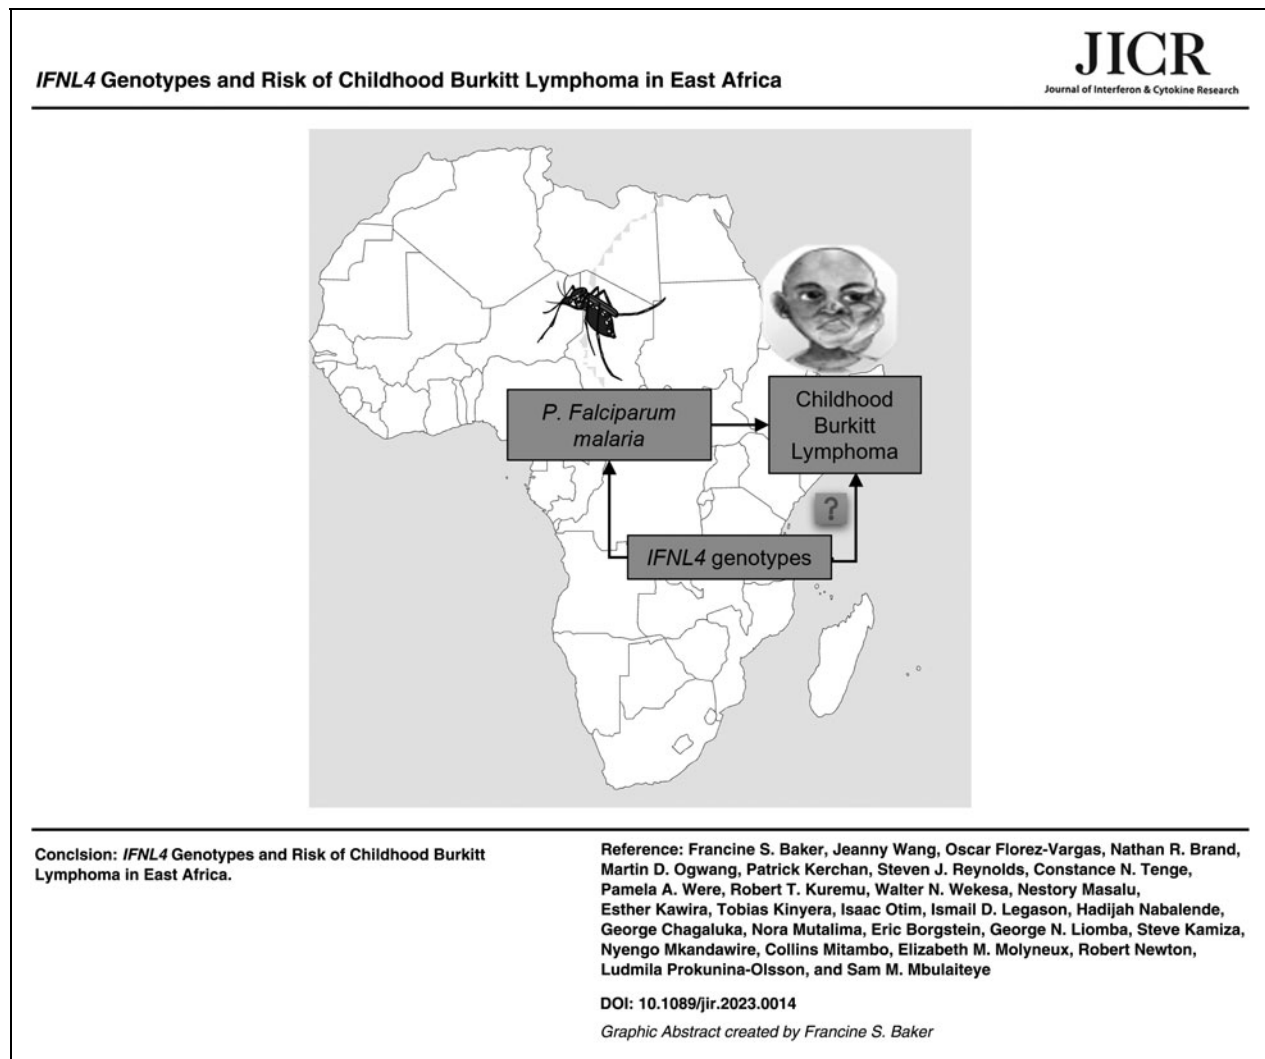 JICR
Journal of Interferon & Cytokine Research
IFNL4 Genotypes and Risk of Childhood Burkitt Lymphoma in East Africa
P. Falciparum
malaria
Childhood
Burkitt
Lymphoma
?
IFNL4 genotypes
Conclsion: IFNL4 Genotypes and Risk of Childhood Burkitt
Lymphoma in East Africa.
Reference: Francine S. Baker, Jeanny Wang, Oscar Florez-Vargas, Nathan R. Brand,
Martin D. Ogwang, Patrick Kerchan, Steven J. Reynolds, Constance N. Tenge,
Pamela A. Were, Robert T. Kuremu, Walter N. Wekesa, Nestory Masalu,
Esther Kawira, Tobias Kinyera, Isaac Otim, Ismail D. Legason, Hadijah Nabalende,
George Chagaluka, Nora Mutalima, Eric Borgstein, George N. Liomba, Steve Kamiza,
Nyengo Mkandawire, Collins Mitambo, Elizabeth M. Molyneux, Robert Newton,
Ludmila Prokunina-Olsson, and Sam M. Mbulaiteye
DOI: 10.1089/jir.2023.0014
Graphic Abstract created by Francine S. Baker